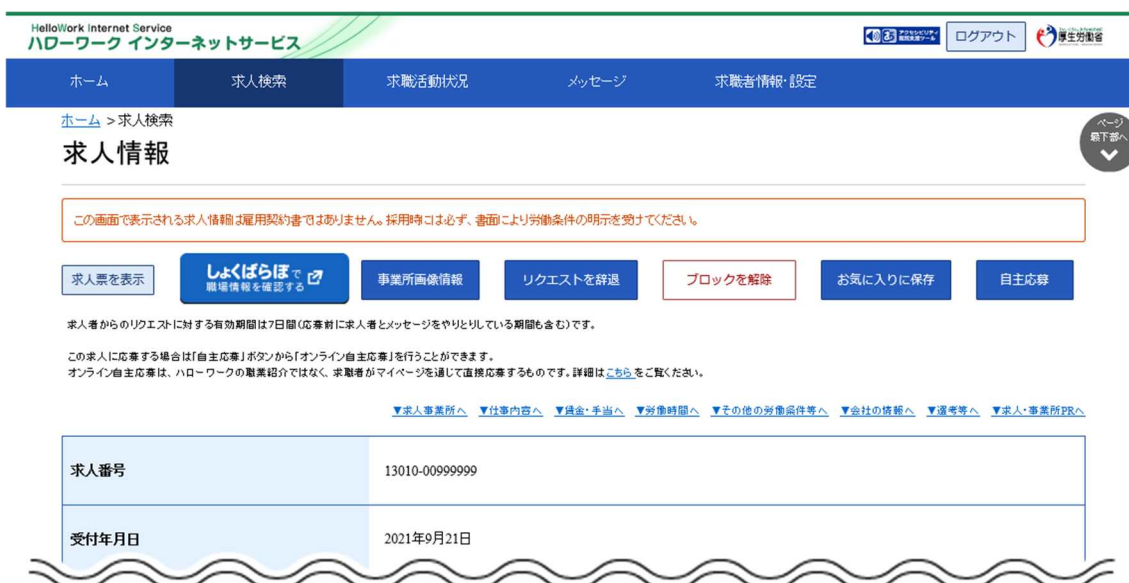 HelloWork Internet Service
ハローワーク インターネットサービス
ログアウト
厚生労働省
ホーム 求人検索 求職活動状況 メッセージ 求職者情報・設定
ホーム >求人検索
ページ
最下部へ
求人情報
この画面で表示される求人情報は雇用契約書ではありません。採用時には必ず、書面により労働条件の明示を受けてください。
求人票を表示
しょくばらぼで
職場情報を確認する
事業所画像情報
リクエストを辞退
ブロックを解除
お気に入りに保存
自主応募
求人者からのリクエストに対する有効期間は7日間(応募前に求人者とメッセージをやりとりしている期間も含む)です。
この求人に応募する場合は「自主応募」ボタンから「オンライン自主応募」を行うことができます。
オンライン自主応募は、ハローワークの職業紹介ではなく、求職者がマイページを通じて直接応募するものです。詳細はこちらをご覧ください。
▼求人事業所へ ▼仕事内容へ ▼賃金・手当へ ▼労働時間へ ▼その他の労働条件等へ ▼会社の情報へ ▼選考等へ ▼求人・事業所PRへ
求人番号 13010-00999999
受付年月日 2021年9月21日